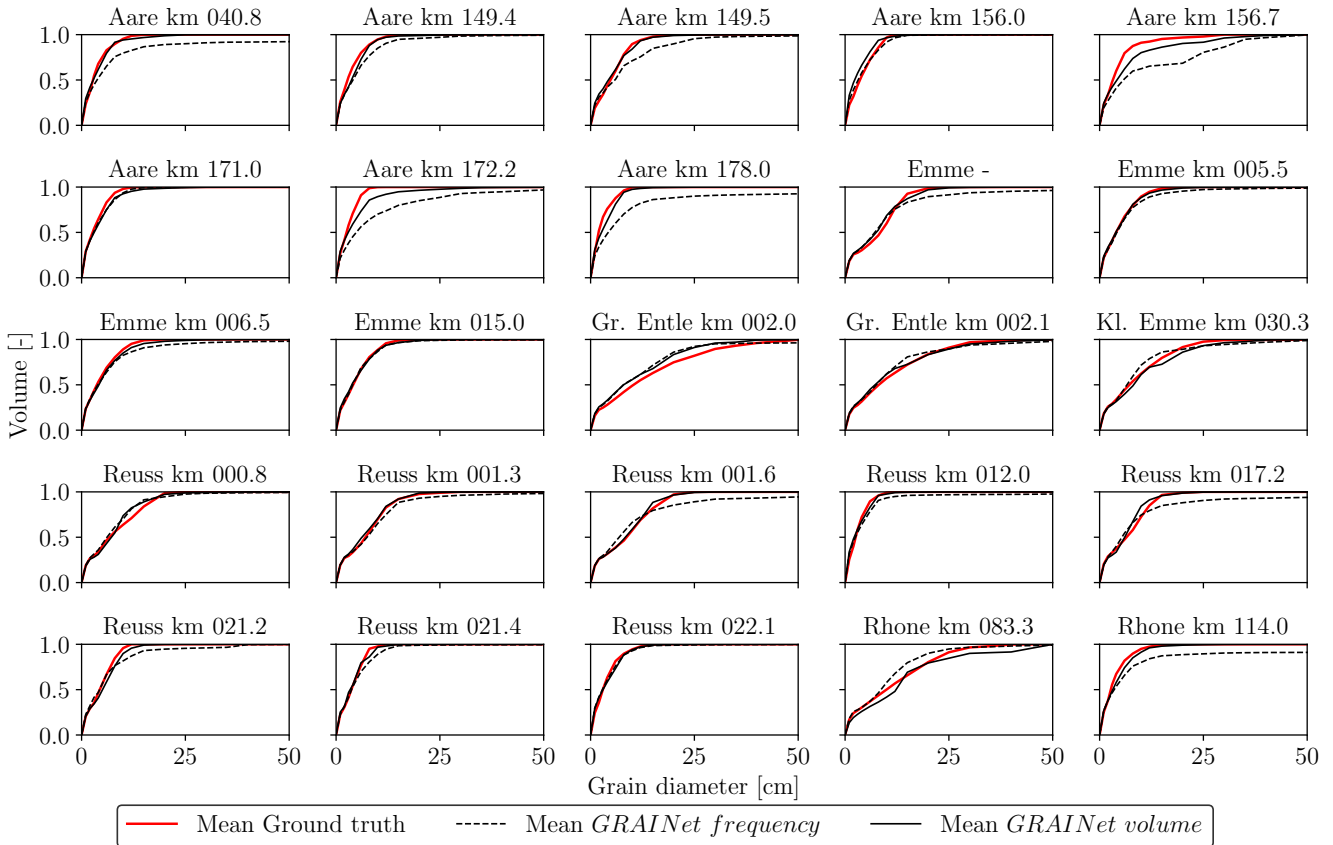 Aare km 040.8 Aare km 149.4 Aare km 149.5 Aare km 156.0 Aare km 156.7
1.0
0.5
0.0
Aare km 171.0 Aare km 172.2 Aare km 178.0 Emme - Emme km 005.5
1.0
0.5
0.0
Emme km 006.5 Emme km 015.0 Gr. Entle km 002.0 Gr. Entle km 002.1 Kl. Emme km 030.3
1.0
0.5
0.0
Volume [-]
Reuss km 000.8 Reuss km 001.3 Reuss km 001.6 Reuss km 012.0 Reuss km 017.2
1.0
0.5
0.0
Reuss km 021.2 Reuss km 021.4 Reuss km 022.1 Rhone km 083.3 Rhone km 114.0
1.0
0.5
0.0
0 25 50 0 25 50 0 25 50 0 25 50 0 25 50
Grain diameter [cm]
Mean Ground truth Mean GRAINet frequency Mean GRAINet volume